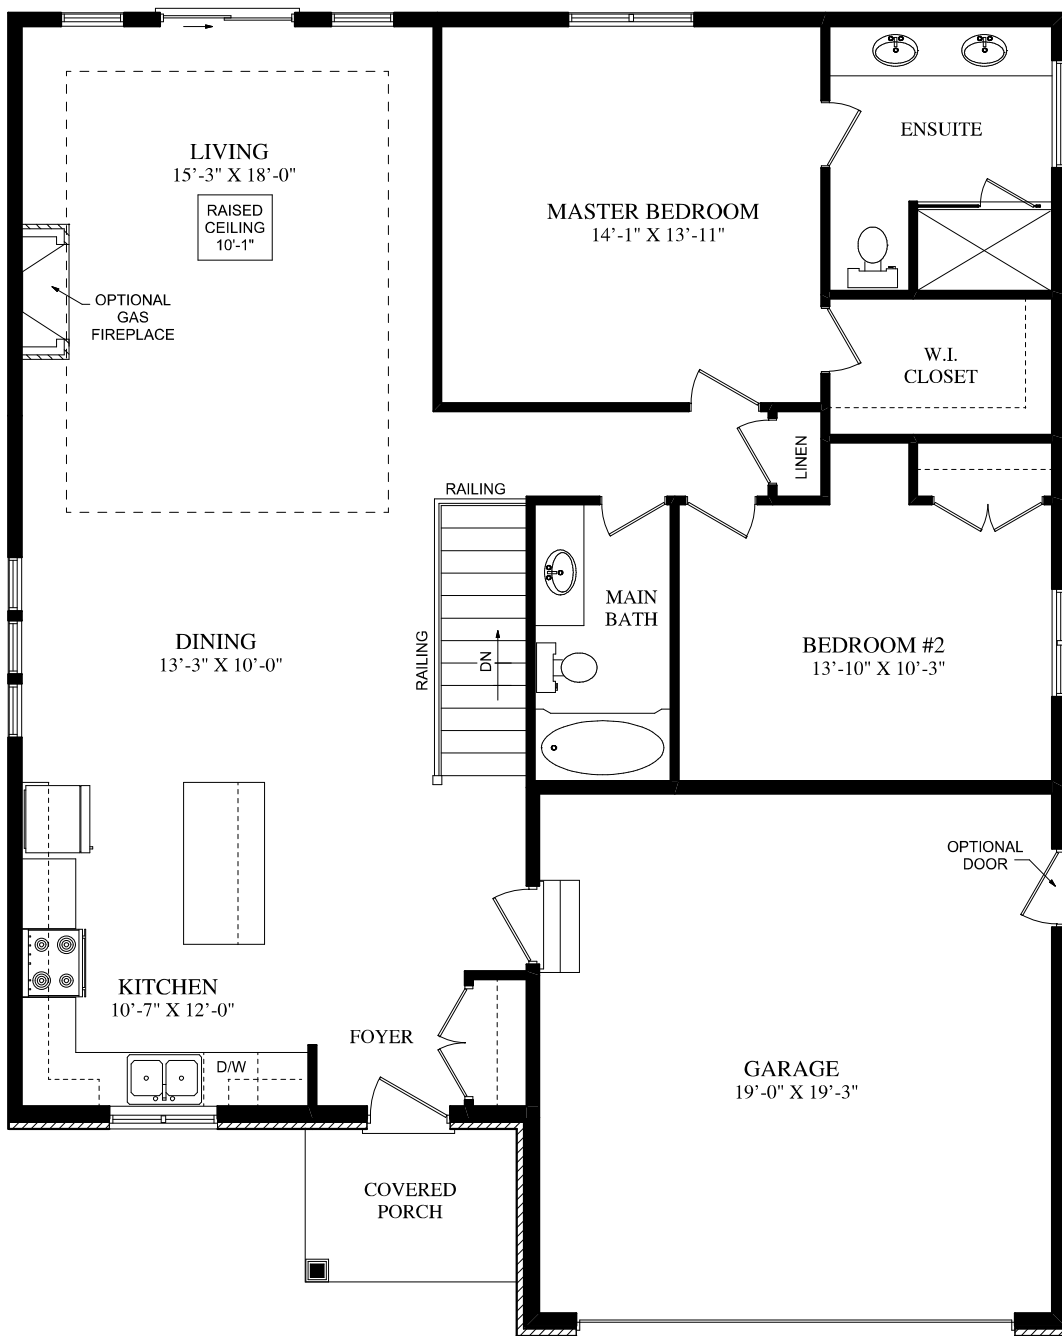 LIVING
15'-3" X 18'-0"
RAISED
CEILING
10'-1"
OPTIONAL
GAS
FIREPLACE
MASTER BEDROOM
14'-1" X 13'-11"
ENSUITE
W.I.
CLOSET
LINEN
RAILING
RAILING
DN
MAIN
BATH
DINING
13'-3" X 10'-0"
BEDROOM #2
13'-10" X 10'-3"
OPTIONAL
DOOR
KITCHEN
10'-7" X 12'-0"
D/W
FOYER
GARAGE
19'-0" X 19'-3"
COVERED
PORCH